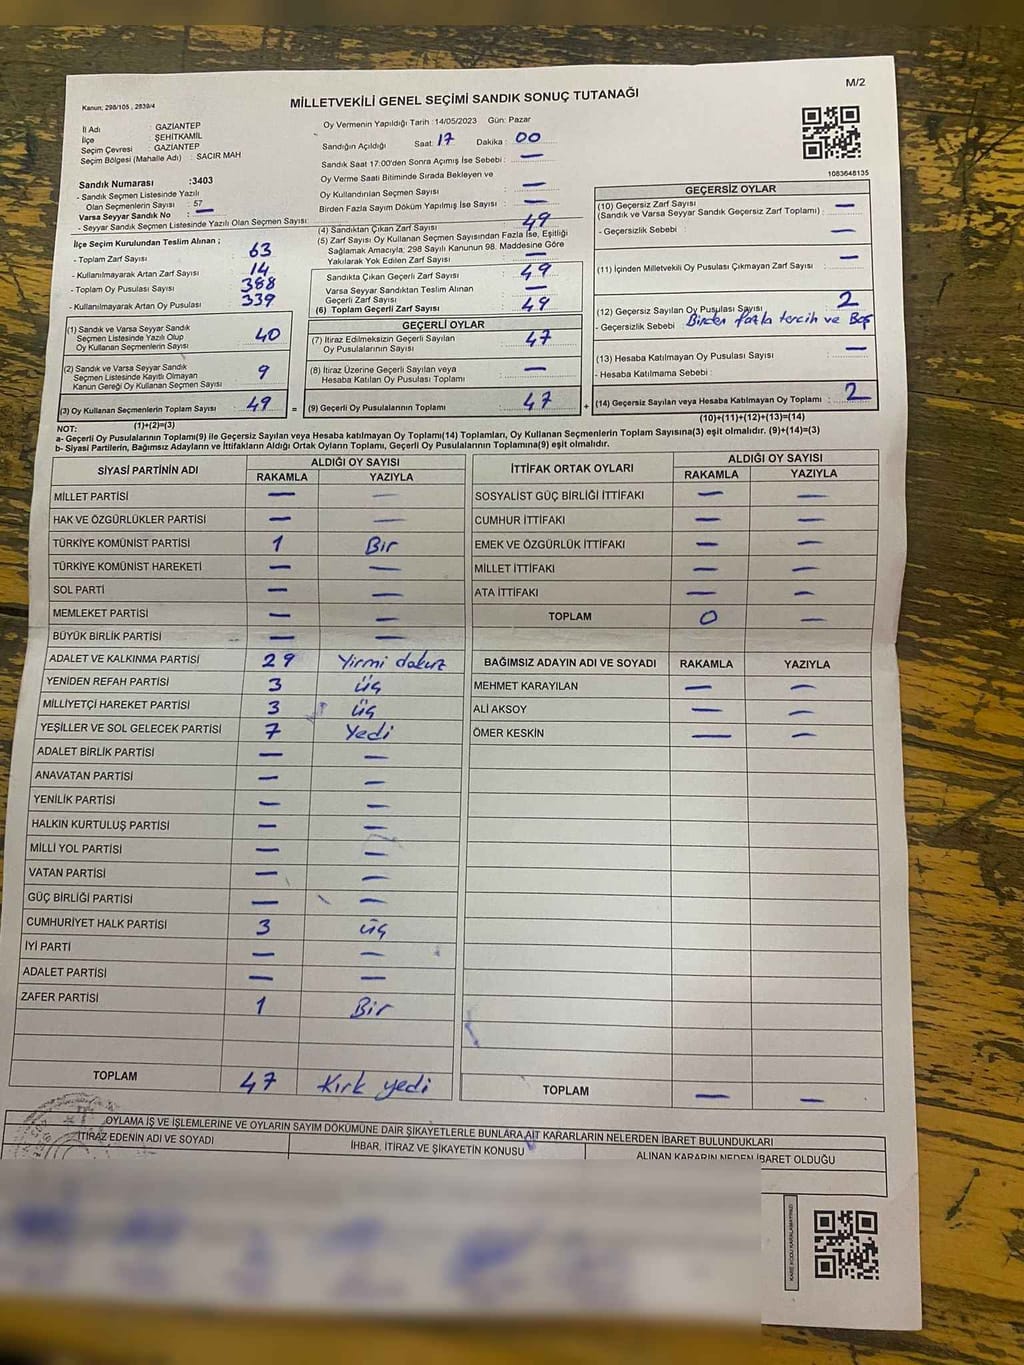 M/2
Kanun; 298/105 , 2839/4
MİLLETVEKİLİ GENEL SEÇİMİ SANDIK SONUÇ TUTANAĞI
İl Adı : GAZİANTEP
İlçe : ŞEHİTKAMİL
Seçim Çevresi : GAZİANTEP
Seçim Bölgesi (Mahalle Adı) : SACIR MAH
Sandık Numarası :3403
- Sandık Seçmen Listesinde Yazılı
Olan Seçmenlerin Sayısı : 57
Varsa Seyyar Sandık No : —
- Seyyar Sandık Seçmen Listesinde Yazılı Olan Seçmen Sayısı:
Oy Vermenin Yapıldığı Tarih :14/05/2023 Gün: Pazar
Sandığın Açıldığı Saat: 17 Dakika : 00
Sandık Saat 17:00'den Sonra Açımış İse Sebebi : —
Oy Verme Saati Bitiminde Sırada Bekleyen ve
Oy Kullandırılan Seçmen Sayısı : —
Birden Fazla Sayım Döküm Yapılmış İse Sayısı : —
1083648135
İlçe Seçim Kurulundan Teslim Alınan ;
- Toplam Zarf Sayısı 63
- Kullanılmayarak Artan Zarf Sayısı 14
- Toplam Oy Pusulası Sayısı 388
- Kullanılmayarak Artan Oy Pusulası 339
(1) Sandık ve Varsa Seyyar Sandık
Seçmen Listesinde Yazılı Olup
Oy Kullanan Seçmenlerin Sayısı 40
(2) Sandık ve Varsa Seyyar Sandık
Seçmen Listesinde Kayıtlı Olmayan
Kanun Gereği Oy Kullanan Seçmen Sayısı 9
(3) Oy Kullanan Seçmenlerin Toplam Sayısı 49
(1)+(2)=(3)
(4) Sandıktan Çıkan Zarf Sayısı 49
(5) Zarf Sayısı Oy Kullanan Seçmen Sayısından Fazla İse, Eşitliği
Sağlamak Amacıyla; 298 Sayılı Kanunun 98. Maddesine Göre
Yakılarak Yok Edilen Zarf Sayısı —
Sandıkta Çıkan Geçerli Zarf Sayısı 49
Varsa Seyyar Sandıktan Teslim Alınan
Geçerli Zarf Sayısı —
(6) Toplam Geçerli Zarf Sayısı 49
GEÇERLİ OYLAR
(7) İtiraz Edilmeksizin Geçerli Sayılan
Oy Pusulalarının Sayısı 47
(8) İtiraz Üzerine Geçerli Sayılan veya
Hesaba Katılan Oy Pusulası Toplamı —
= (9) Geçerli Oy Pusulalarının Toplamı 47 +
GEÇERSİZ OYLAR
(10) Geçersiz Zarf Sayısı —
(Sandık ve Varsa Seyyar Sandık Geçersiz Zarf Toplamı) :
- Geçersizlik Sebebi : —
(11) İçinden Milletvekili Oy Pusulası Çıkmayan Zarf Sayısı —
(12) Geçersiz Sayılan Oy Pusulası Sayısı 2
- Geçersizlik Sebebi : Birden fazla tercih ve Boş
(13) Hesaba Katılmayan Oy Pusulası Sayısı —
- Hesaba Katılmama Sebebi :
(14) Geçersiz Sayılan veya Hesaba Katılmayan Oy Toplamı : 2
(10)+(11)+(12)+(13)=(14)
NOT:
a- Geçerli Oy Pusulalarının Toplamı(9) ile Geçersiz Sayılan veya Hesaba katılmayan Oy Toplamı(14) Toplamları, Oy Kullanan Seçmenlerin Toplam Sayısına(3) eşit olmalıdır. (9)+(14)=(3)
b- Siyasi Partilerin, Bağımsız Adayların ve İttifakların Aldığı Ortak Oyların Toplamı, Geçerli Oy Pusulalarının Toplamına(9) eşit olmalıdır.
SİYASİ PARTİNİN ADI ALDIĞI OY SAYISI
RAKAMLA YAZIYLA
MİLLET PARTİSİ — —
HAK VE ÖZGÜRLÜKLER PARTİSİ — —
TÜRKİYE KOMÜNİST PARTİSİ 1 Bir
TÜRKİYE KOMÜNİST HAREKETİ — —
SOL PARTİ — —
MEMLEKET PARTİSİ — —
BÜYÜK BİRLİK PARTİSİ — —
ADALET VE KALKINMA PARTİSİ 29 Yirmi dokuz
YENİDEN REFAH PARTİSİ 3 üç
MİLLİYETÇİ HAREKET PARTİSİ 3 üç
YEŞİLLER VE SOL GELECEK PARTİSİ 7 Yedi
ADALET BİRLİK PARTİSİ — —
ANAVATAN PARTİSİ — —
YENİLİK PARTİSİ — —
HALKIN KURTULUŞ PARTİSİ — —
MİLLİ YOL PARTİSİ — —
VATAN PARTİSİ — —
GÜÇ BİRLİĞİ PARTİSİ — —
CUMHURİYET HALK PARTİSİ 3 üç
İYİ PARTİ — —
ADALET PARTİSİ — —
ZAFER PARTİSİ 1 Bir
TOPLAM 47 Kırk yedi
İTTİFAK ORTAK OYLARI ALDIĞI OY SAYISI
RAKAMLA YAZIYLA
SOSYALİST GÜÇ BİRLİĞİ İTTİFAKI — —
CUMHUR İTTİFAKI — —
EMEK VE ÖZGÜRLÜK İTTİFAKI — —
MİLLET İTTİFAKI — —
ATA İTTİFAKI — —
TOPLAM 0 —
BAĞIMSIZ ADAYIN ADI VE SOYADI RAKAMLA YAZIYLA
MEHMET KARAYILAN — —
ALİ AKSOY — —
ÖMER KESKİN — —
TOPLAM — —
OYLAMA İŞ VE İŞLEMLERİNE VE OYLARIN SAYIM DÖKÜMÜNE DAİR ŞİKAYETLERLE BUNLARA AİT KARARLARIN NELERDEN İBARET BULUNDUKLARI
İTİRAZ EDENİN ADI VE SOYADI İHBAR, İTİRAZ VE ŞİKAYETİN KONUSU ALINAN KARARIN NEDEN İBARET OLDUĞU
KARE KODU KARALAMAYINIZ!